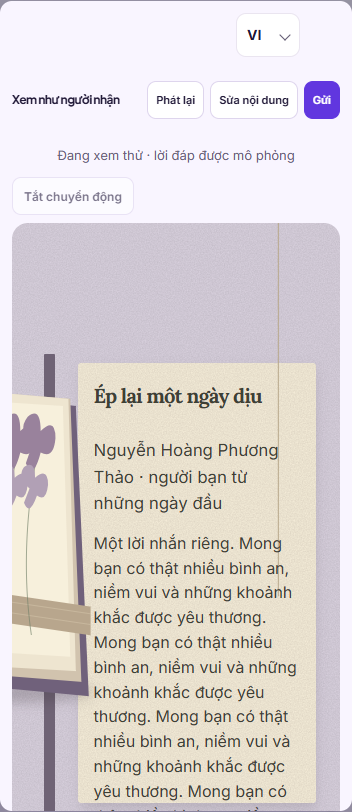 VI
Xem như người nhận
Phát lại
Sửa nội dung
Gửi
Đang xem thử · lời đáp được mô phỏng
Tắt chuyển động
Ép lại một ngày dịu
Nguyễn Hoàng Phương
Thảo · người bạn từ
những ngày đầu
Một lời nhắn riêng. Mong
bạn có thật nhiều bình an,
niềm vui và những khoảnh
khắc được yêu thương.
Mong bạn có thật nhiều
bình an, niềm vui và những
khoảnh khắc được yêu
thương. Mong bạn có thật
nhiều bình an, niềm vui và
những khoảnh khắc được
yêu thương. Mong bạn có